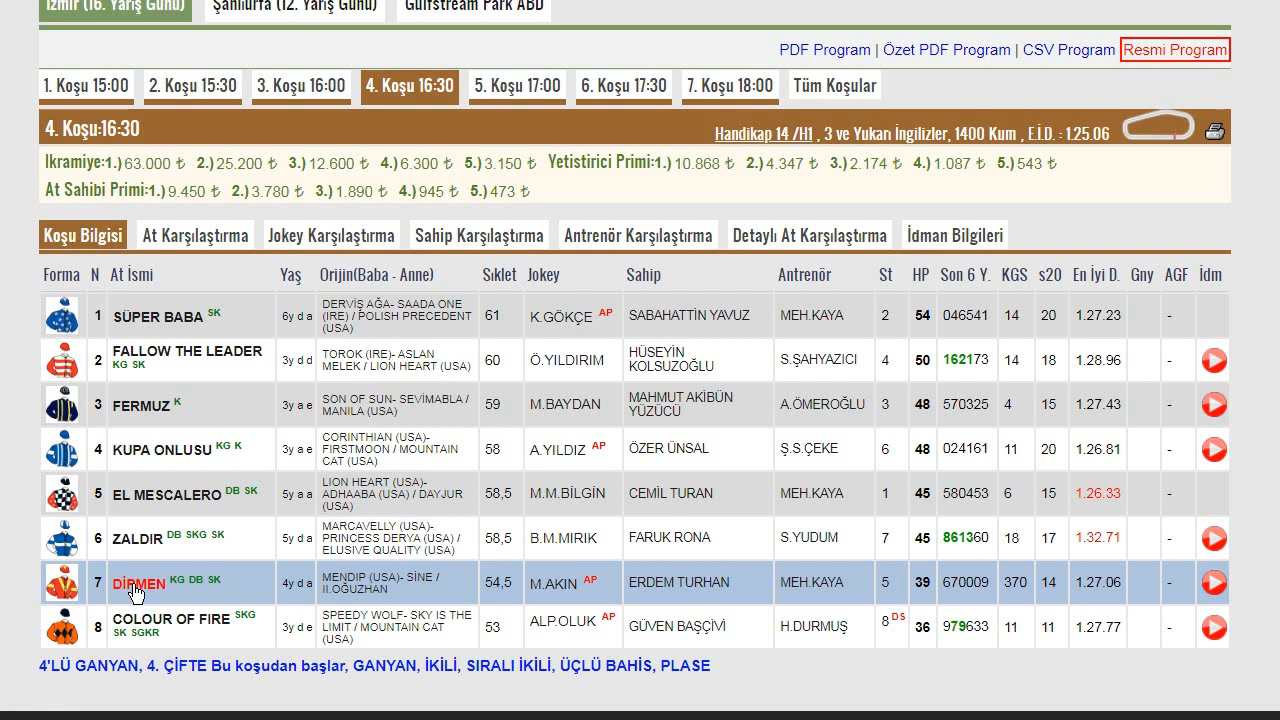 İzmir (16. Yarış Günü) Şanlıurfa (12. Yarış Günü) Gulfstream Park ABD
PDF Program | Özet PDF Program | CSV Program Resmi Program
1. Koşu 15:00 2. Koşu 15:30 3. Koşu 16:00 4. Koşu 16:30 5. Koşu 17:00 6. Koşu 17:30 7. Koşu 18:00 Tüm Koşular
4. Koşu:16:30 Handikap 14 /H1 , 3 ve Yukarı İngilizler, 1400 Kum , E.İ.D. : 1.25.06
Ikramiye:1.) 63.000 ₺ 2.) 25.200 ₺ 3.) 12.600 ₺ 4.) 6.300 ₺ 5.) 3.150 ₺ Yetistirici Primi:1.) 10.868 ₺ 2.) 4.347 ₺ 3.) 2.174 ₺ 4.) 1.087 ₺ 5.) 543 ₺
At Sahibi Primi:1.) 9.450 ₺ 2.) 3.780 ₺ 3.) 1.890 ₺ 4.) 945 ₺ 5.) 473 ₺
Koşu Bilgisi At Karşılaştırma Jokey Karşılaştırma Sahip Karşılaştırma Antrenör Karşılaştırma Detaylı At Karşılaştırma İdman Bilgileri
Forma N At İsmi Yaş Orijin(Baba - Anne) Sıklet Jokey Sahip Antrenör St HP Son 6 Y. KGS s20 En İyi D. Gny AGF İdm
1 SÜPER BABA SK 6y d a DERVİŞ AĞA- SAADA ONE (IRE) / POLISH PRECEDENT (USA) 61 K.GÖKÇE AP SABAHATTİN YAVUZ MEH.KAYA 2 54 046541 14 20 1.27.23 -
2 FALLOW THE LEADER KG SK 3y d d TOROK (IRE)- ASLAN MELEK / LION HEART (USA) 60 Ö.YILDIRIM HÜSEYİN KOLSUZOĞLU S.ŞAHYAZICI 4 50 162173 14 18 1.28.96 -
3 FERMUZ K 3y a e SON OF SUN- SEVİMABLA / MANILA (USA) 59 M.BAYDAN MAHMUT AKİBÜN YÜZÜCÜ A.ÖMEROĞLU 3 48 570325 4 15 1.27.43 -
4 KUPA ONLUSU KG K 3y a e CORINTHIAN (USA)- FIRSTMOON / MOUNTAIN CAT (USA) 58 A.YILDIZ AP ÖZER ÜNSAL Ş.S.ÇEKE 6 48 024161 11 20 1.26.81 -
5 EL MESCALERO DB SK 5y a a LION HEART (USA)- ADHAABA (USA) / DAYJUR (USA) 58,5 M.M.BİLGİN CEMİL TURAN MEH.KAYA 1 45 580453 6 15 1.26.33 -
6 ZALDIR DB SKG SK 5y d a MARCAVELLY (USA)- PRINCESS DERYA (USA) / ELUSIVE QUALITY (USA) 58,5 B.M.MIRIK FARUK RONA S.YUDUM 7 45 861360 18 17 1.32.71 -
7 DİRMEN KG DB SK 4y d a MENDIP (USA)- SİNE / II.OĞUZHAN 54,5 M.AKIN AP ERDEM TURHAN MEH.KAYA 5 39 670009 370 14 1.27.06 -
8 COLOUR OF FIRE SKG SK SGKR 3y d e SPEEDY WOLF- SKY IS THE LIMIT / MOUNTAIN CAT (USA) 53 ALP.OLUK AP GÜVEN BAŞÇİVİ H.DURMUŞ 8 DS 36 979633 11 11 1.27.77 -
4'LÜ GANYAN, 4. ÇİFTE Bu koşudan başlar, GANYAN, İKİLİ, SIRALI İKİLİ, ÜÇLÜ BAHİS, PLASE